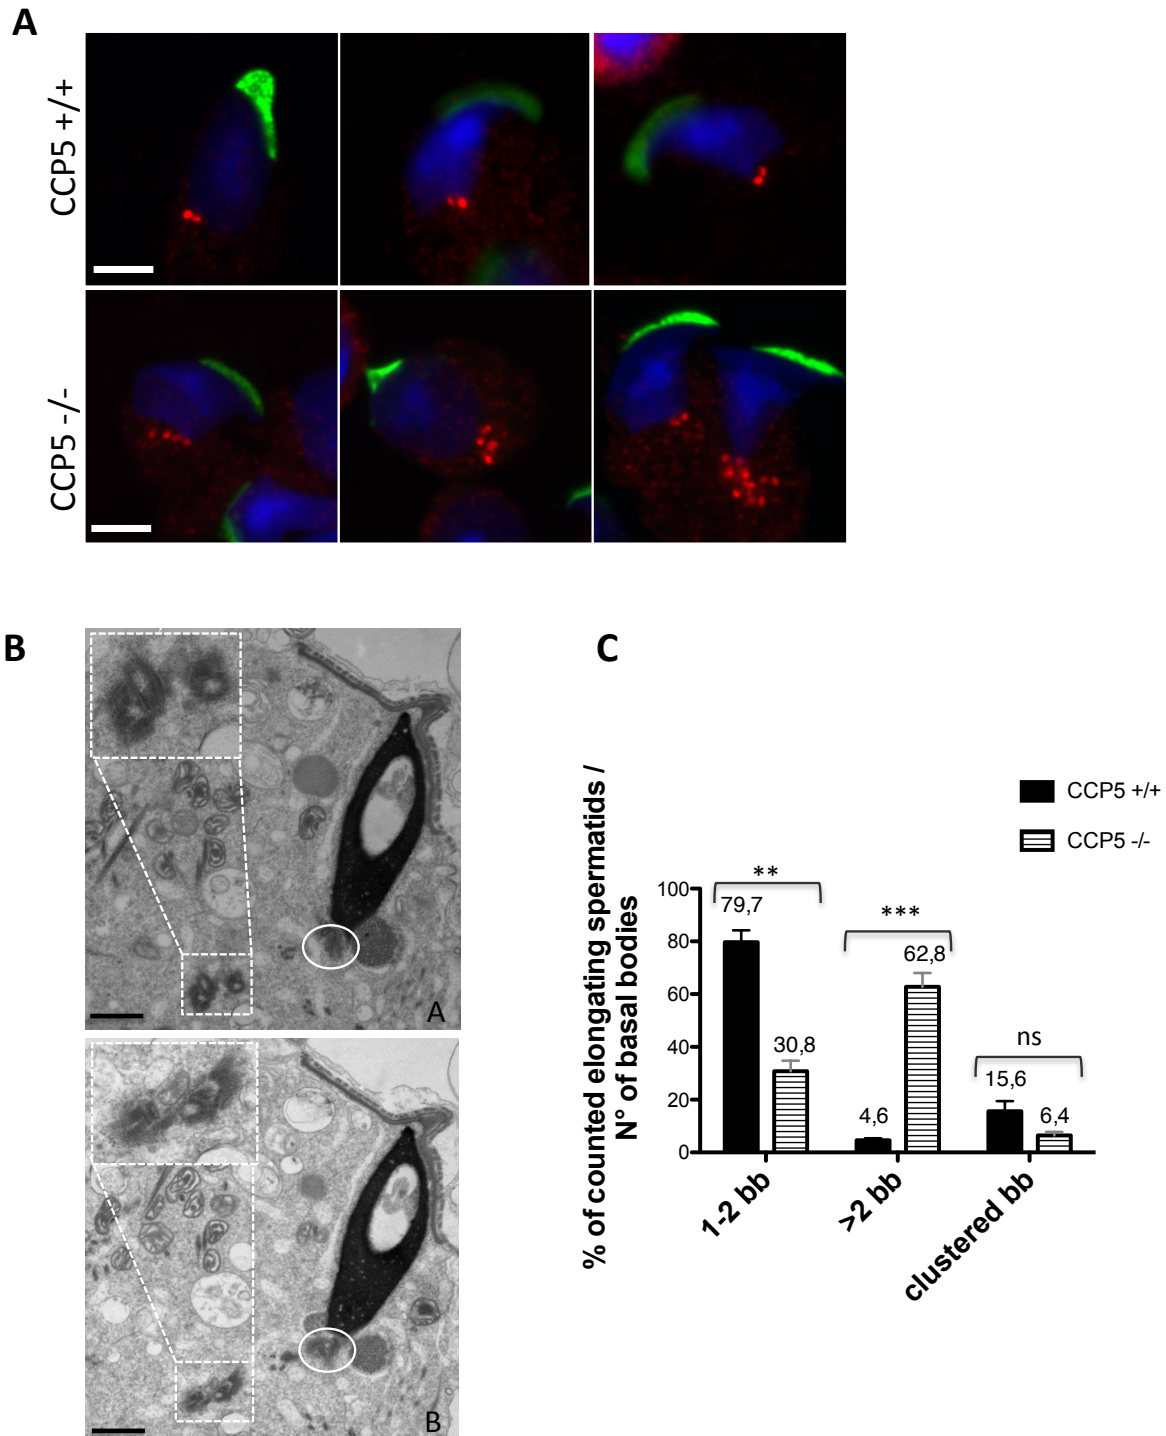 A
CCP5 +/+
CCP5 -/-
B
A
B
C
% of counted elongating spermatids /
N° of basal bodies
CCP5 +/+
CCP5 -/-
**
***
ns
100
80
60
40
20
0
79,7
30,8
4,6
62,8
15,6
6,4
1-2 bb
>2 bb
clustered bb